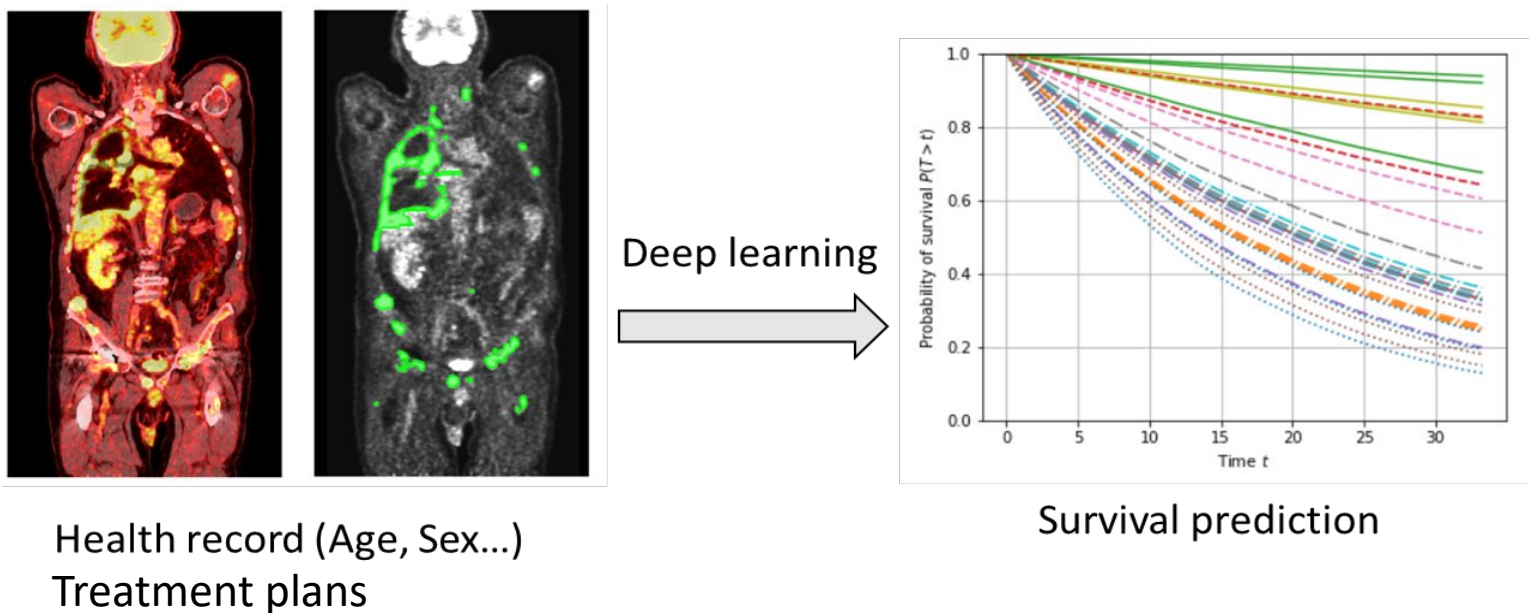 Deep learning
Health record (Age, Sex...)
Treatment plans
1.0
0.8
0.6
0.4
0.2
0.0
Probability of survival P(T > t)
0 5 10 15 20 25 30
Time t
Survival prediction